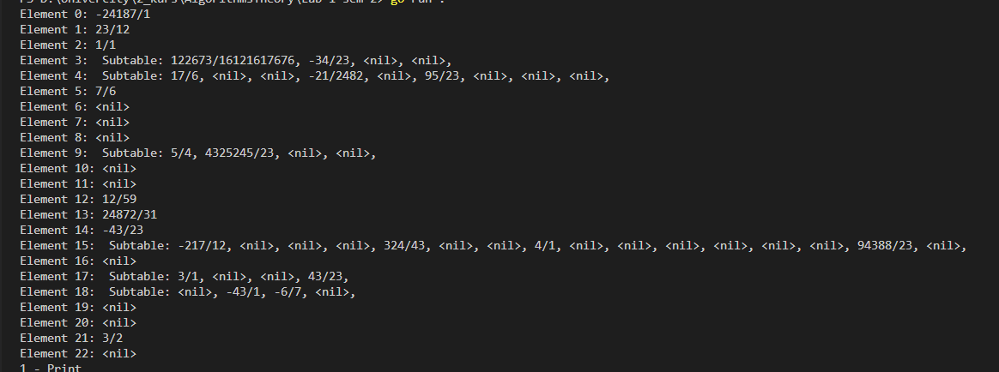 PS D:\Univercity\2_kurs\AlgorithmsTheory\Lab 1 sem 2> go run .
Element 0: -24187/1
Element 1: 23/12
Element 2: 1/1
Element 3:  Subtable: 122673/16121617676, -34/23, <nil>, <nil>,
Element 4:  Subtable: 17/6, <nil>, <nil>, -21/2482, <nil>, 95/23, <nil>, <nil>, <nil>,
Element 5: 7/6
Element 6: <nil>
Element 7: <nil>
Element 8: <nil>
Element 9:  Subtable: 5/4, 4325245/23, <nil>, <nil>,
Element 10: <nil>
Element 11: <nil>
Element 12: 12/59
Element 13: 24872/31
Element 14: -43/23
Element 15:  Subtable: -217/12, <nil>, <nil>, <nil>, 324/43, <nil>, <nil>, 4/1, <nil>, <nil>, <nil>, <nil>, <nil>, <nil>, 94388/23, <nil>,
Element 16: <nil>
Element 17:  Subtable: 3/1, <nil>, <nil>, 43/23,
Element 18:  Subtable: <nil>, -43/1, -6/7, <nil>,
Element 19: <nil>
Element 20: <nil>
Element 21: 3/2
Element 22: <nil>
1 - Print